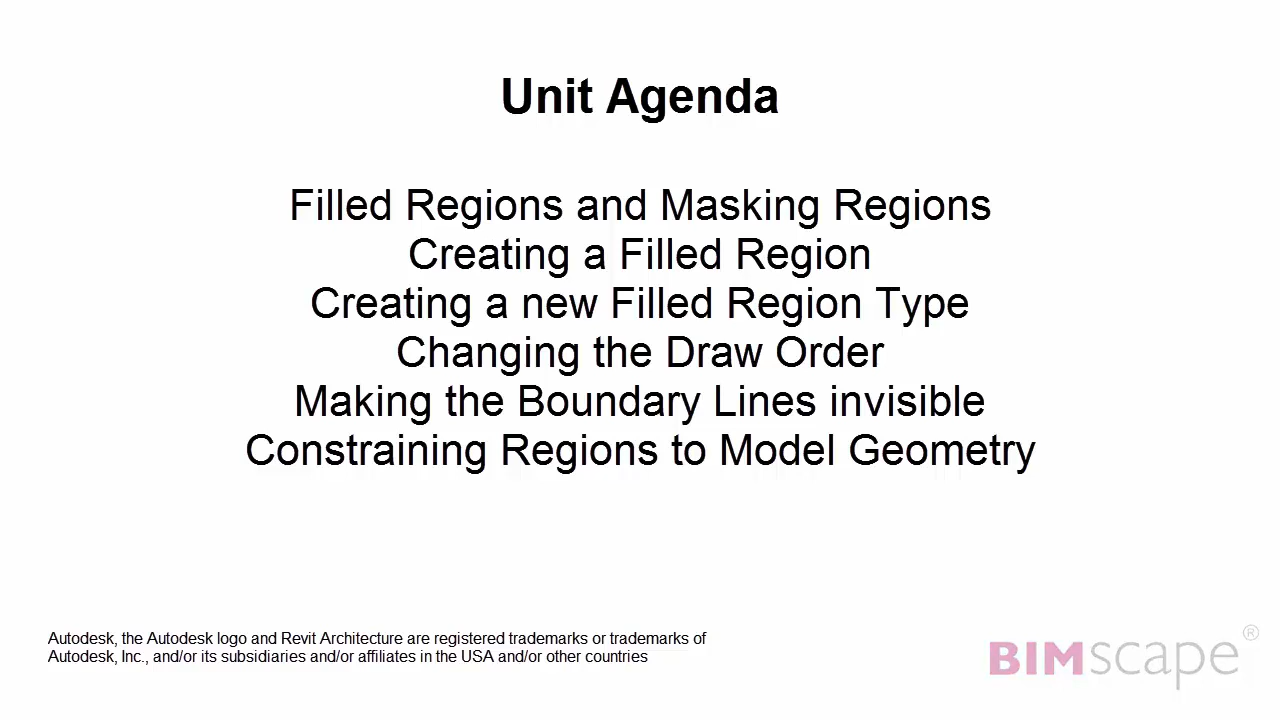 Unit Agenda
Filled Regions and Masking Regions
Creating a Filled Region
Creating a new Filled Region Type
Changing the Draw Order
Making the Boundary Lines invisible
Constraining Regions to Model Geometry
Autodesk, the Autodesk logo and Revit Architecture are registered trademarks or trademarks of
Autodesk, Inc., and/or its subsidiaries and/or affiliates in the USA and/or other countries
BIMscape®